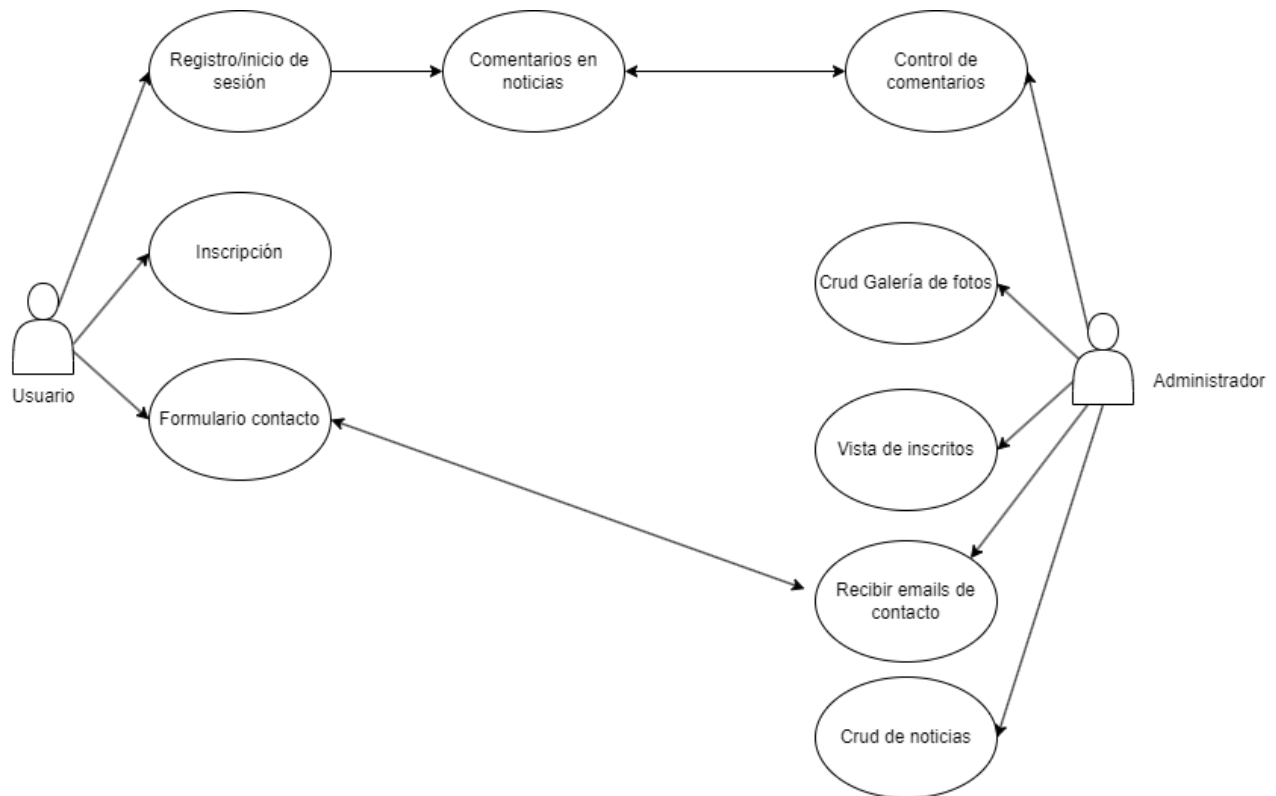 Registro/inicio de
sesión
Comentarios en
noticias
Control de
comentarios
Inscripción
Crud Galería de fotos
Usuario
Administrador
Formulario contacto
Vista de inscritos
Recibir emails de
contacto
Crud de noticias